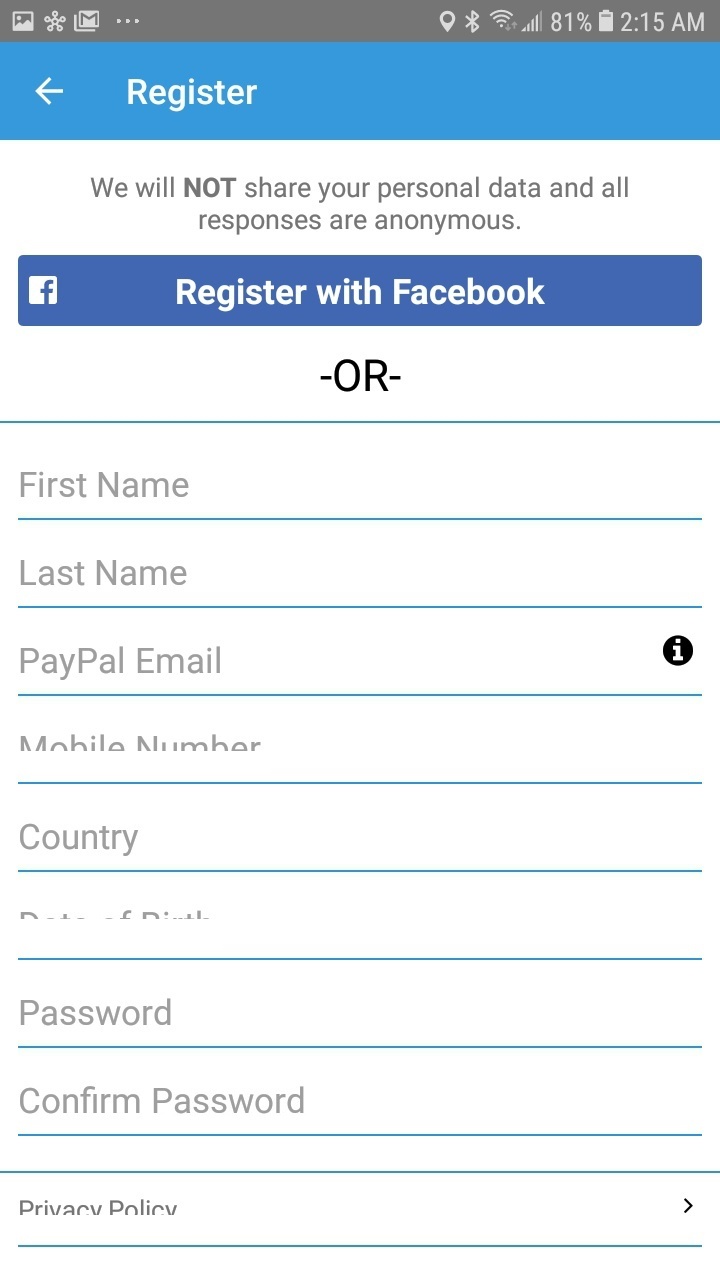 81% 2:15 AM
Register
We will NOT share your personal data and all
responses are anonymous.
Register with Facebook
-OR-
First Name
Last Name
PayPal Email
Mobile Number
Country
Date of Birth
Password
Confirm Password
Privacy Policy